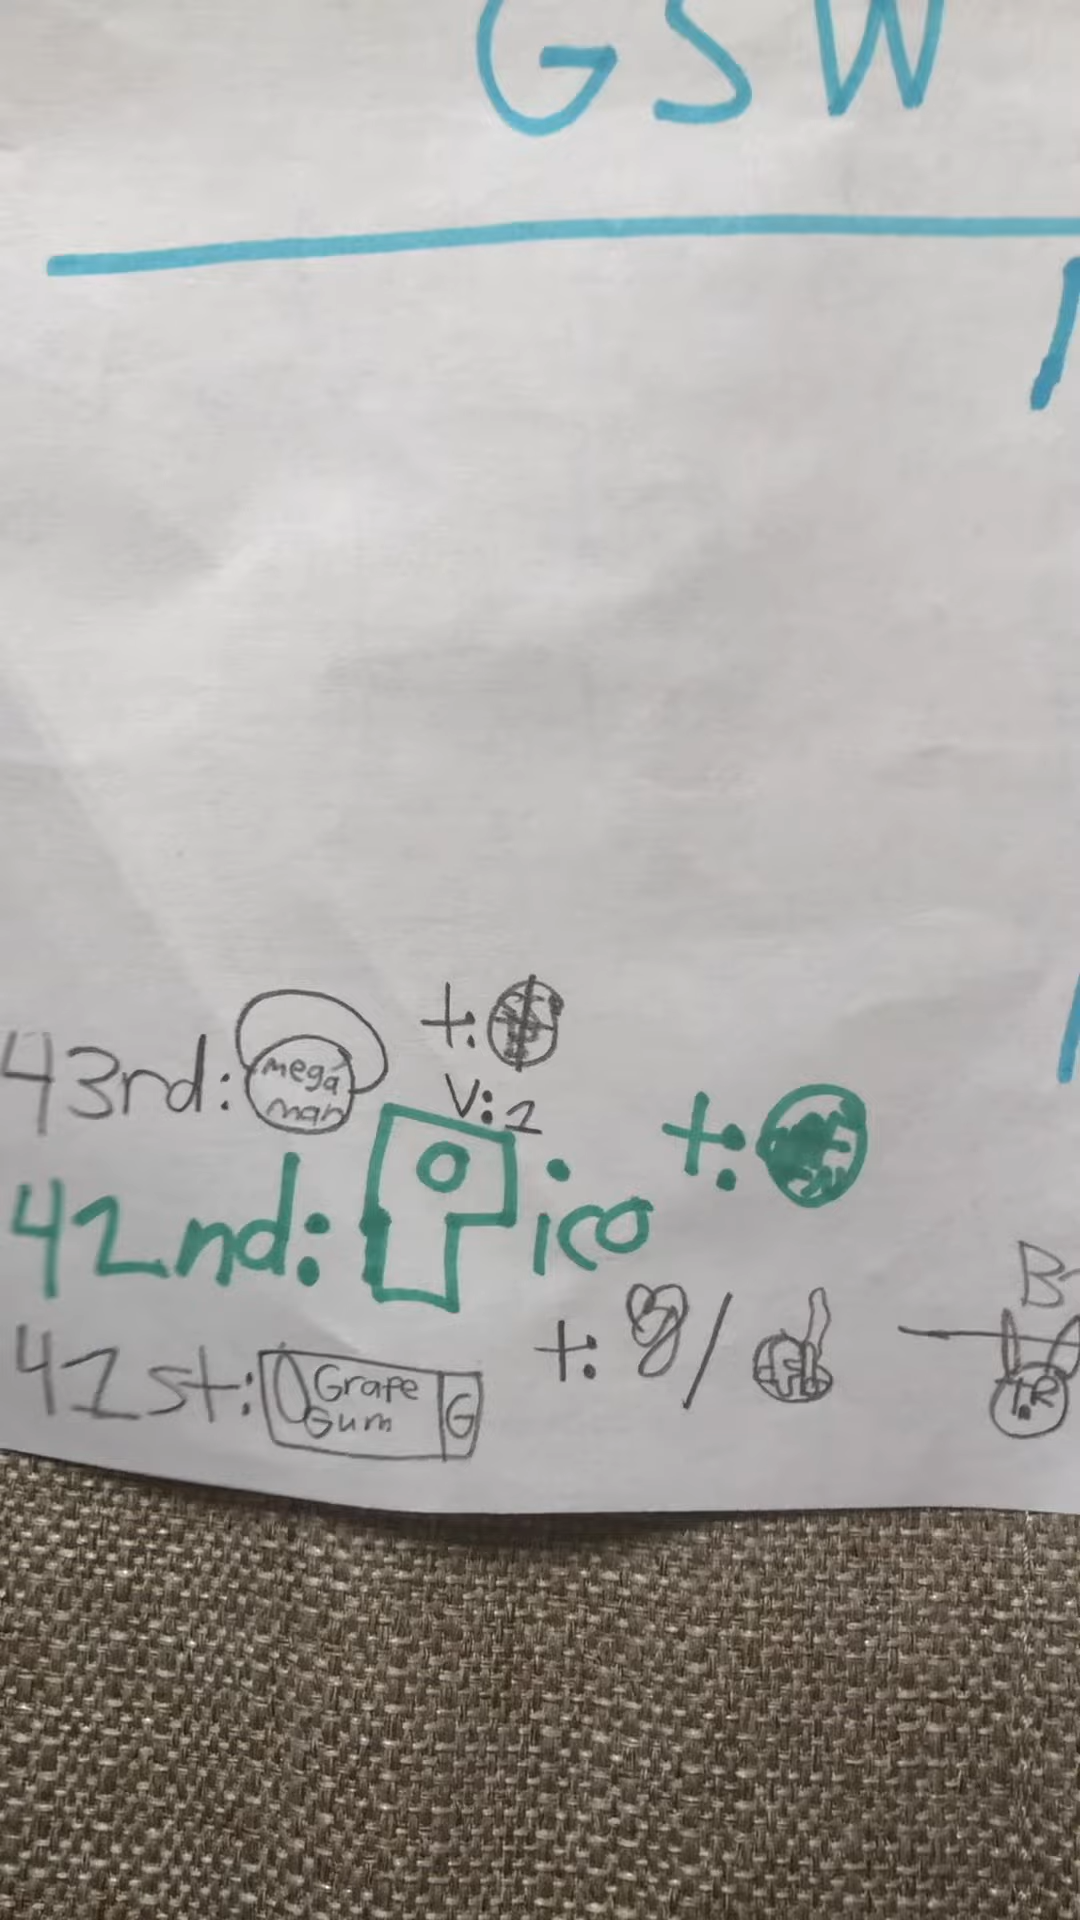 GSW
43rd: mega man t:
V:1
42nd: Pico t:
41st: Grape Gum G t: /
T.R